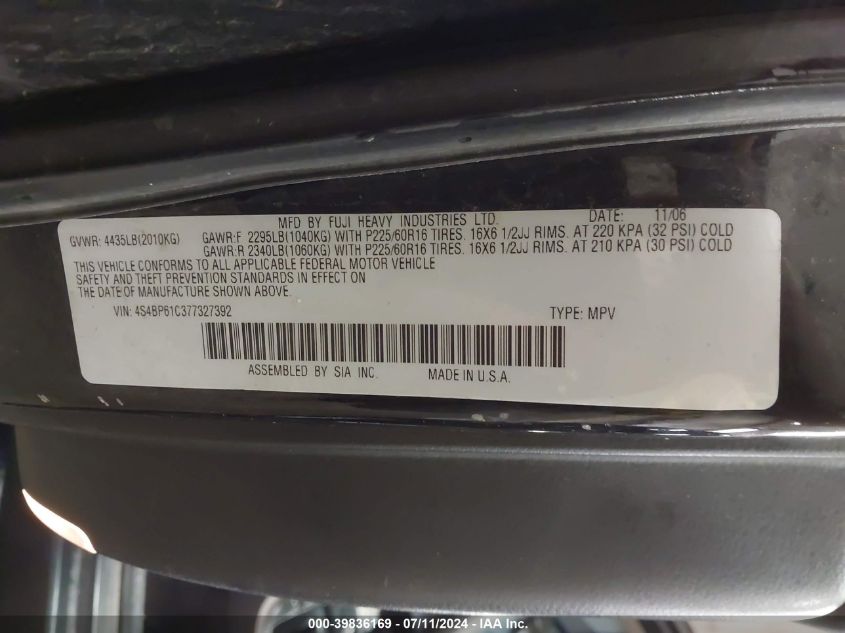 MFD BY FUJI HEAVY INDUSTRIES LTD. DATE: 11/06
GVWR: 4435LB(2010KG) GAWR:F 2295LB(1040KG) WITH P225/60R16 TIRES. 16X6 1/2JJ RIMS. AT 220 KPA (32 PSI) COLD
GAWR:R 2340LB(1060KG) WITH P225/60R16 TIRES. 16X6 1/2JJ RIMS. AT 210 KPA (30 PSI) COLD
THIS VEHICLE CONFORMS TO ALL APPLICABLE FEDERAL MOTOR VEHICLE
SAFETY AND THEFT PREVENTION STANDARDS IN EFFECT ON
THE DATE OF MANUFACTURE SHOWN ABOVE.
VIN: 4S4BP61C377327392 TYPE: MPV
ASSEMBLED BY SIA INC. MADE IN U.S.A.
000-39836169 - 07/11/2024 - IAA Inc.